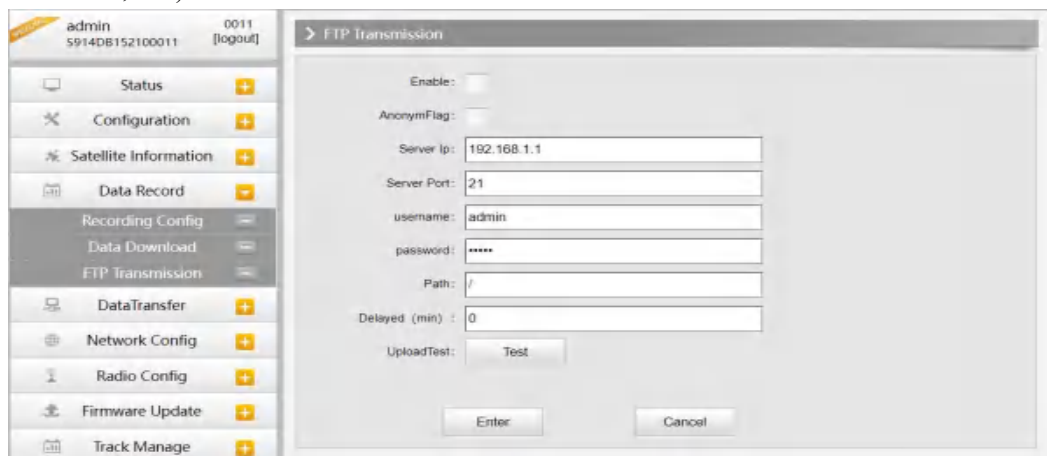 admin
0011
S914DB152100011
[logout]
Status
Configuration
Satellite Information
Data Record
Recording Config
Data Download
FTP Transmission
DataTransfer
Network Config
Radio Config
Firmware Update
Track Manage
FTP Transmission
Enable:
AnonymFlag:
Server Ip: 192.168.1.1
Server Port: 21
username: admin
password: •••••
Path: /
Delayed (min) : 0
UploadTest: Test
Enter Cancel